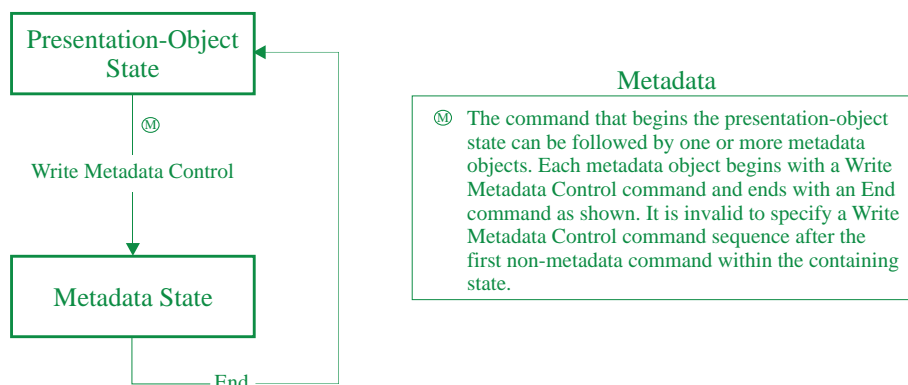 Presentation-Object
State
Ⓜ
Write Metadata Control
Metadata State
End
Metadata
Ⓜ The command that begins the presentation-object
state can be followed by one or more metadata
objects. Each metadata object begins with a Write
Metadata Control command and ends with an End
command as shown. It is invalid to specify a Write
Metadata Control command sequence after the
first non-metadata command within the containing
state.